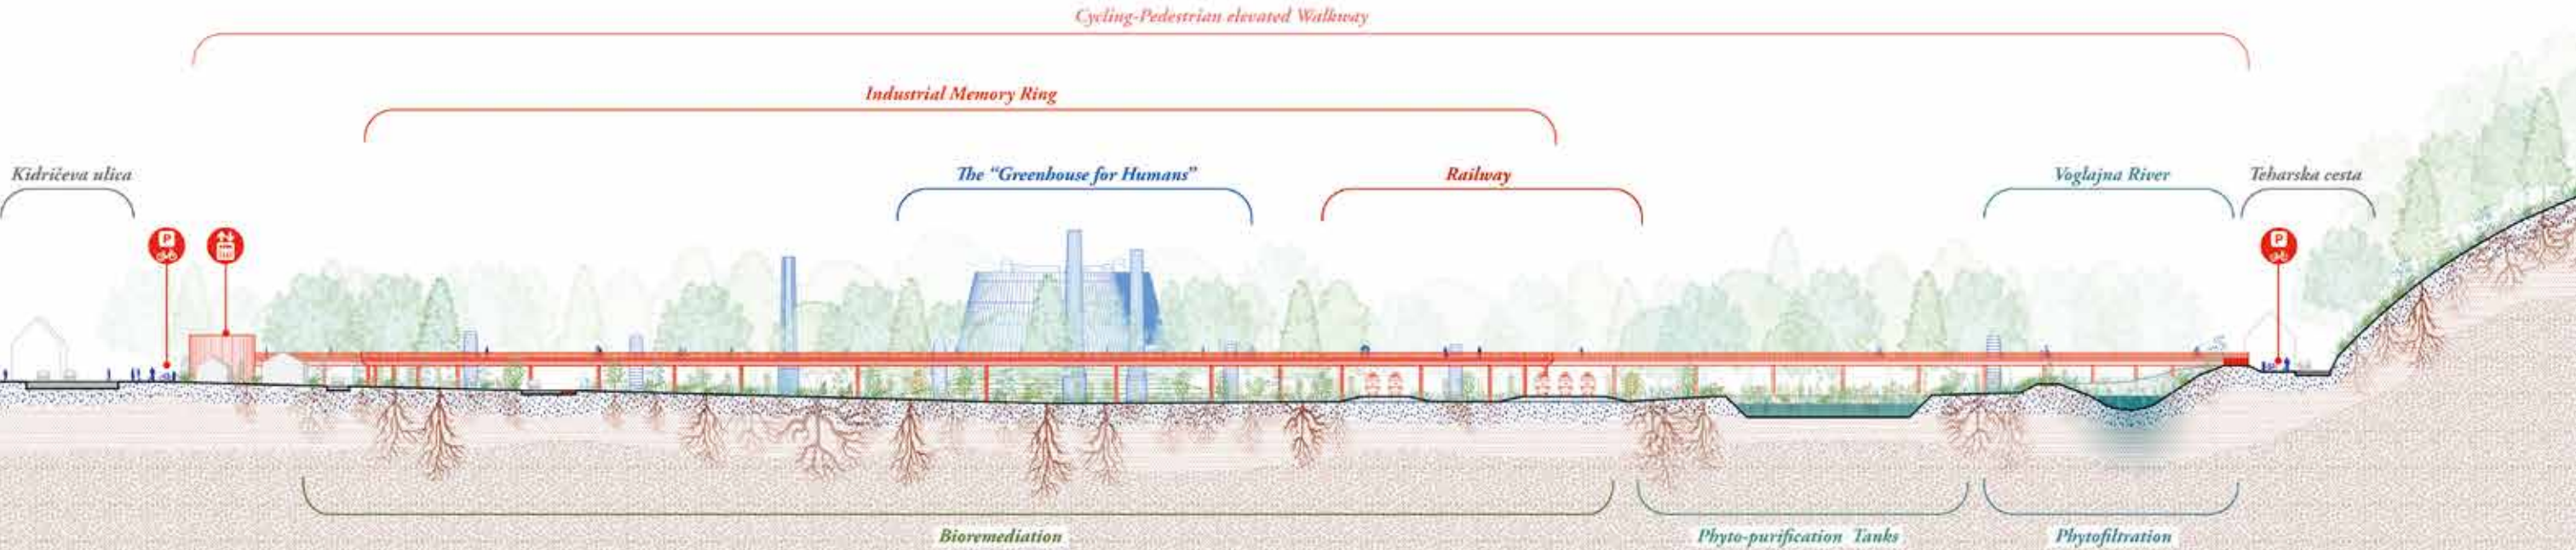 Cycling-Pedestrian elevated Walkway
Industrial Memory Ring
Kidričeva ulica
The “Greenhouse for Humans”
Railway
Voglajna River
Teharska cesta
P
P
Bioremediation
Phyto-purification Tanks
Phytofiltration